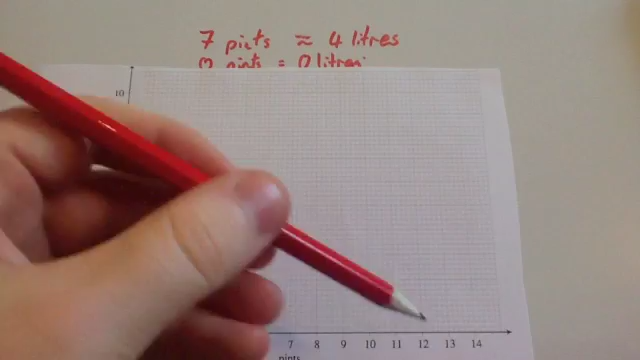 7 pints ≈ 4 litres
0 pints = 0 litres
10
7 8 9 10 11 12 13 14
pints